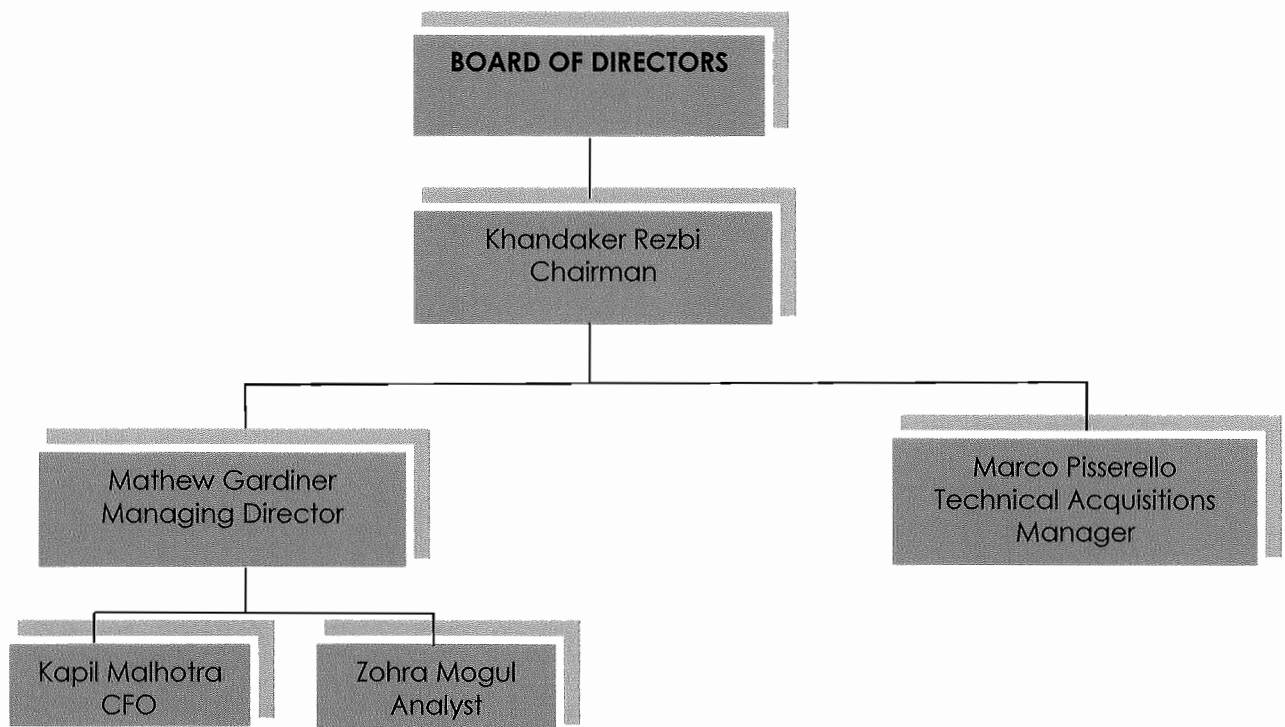 BOARD OF DIRECTORS
Khandaker Rezbi
Chairman
Mathew Gardiner
Managing Director
Marco Pisserello
Technical Acquisitions
Manager
Kapil Malhotra
CFO
Zohra Mogul
Analyst